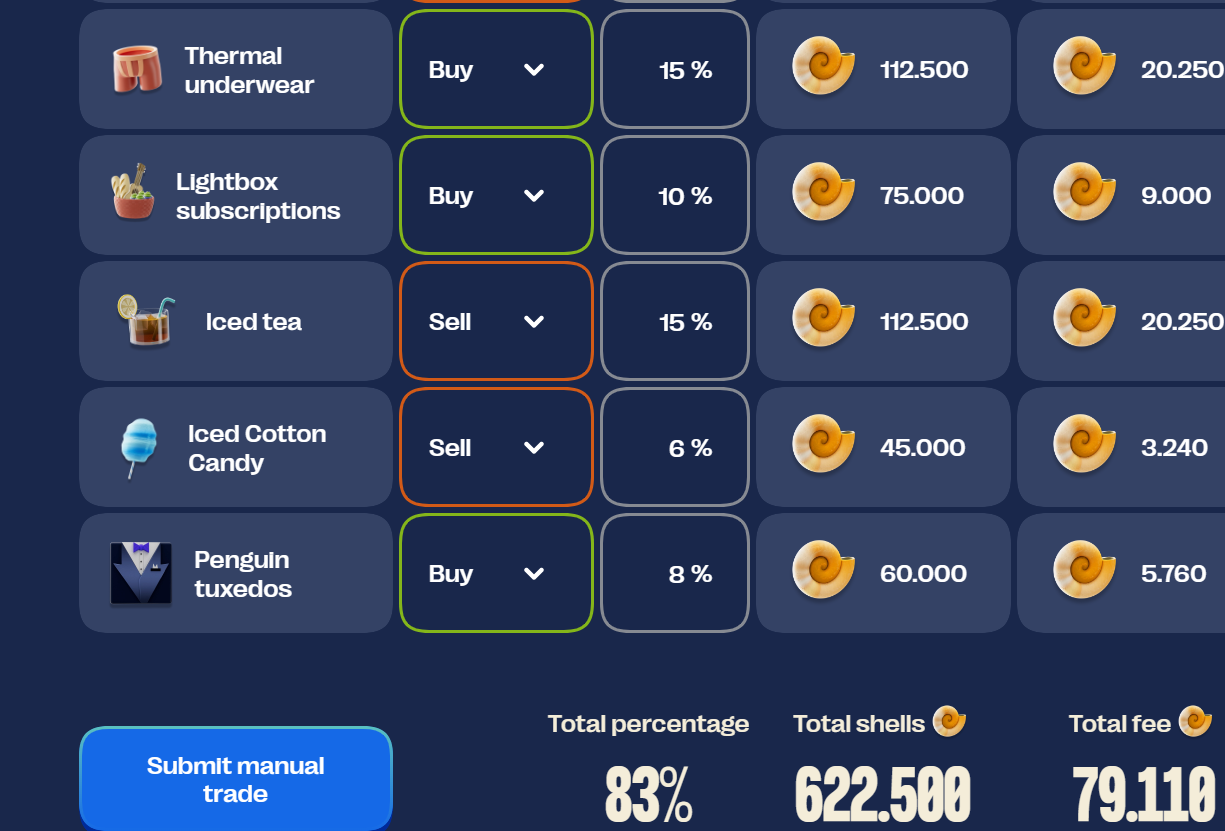 Thermal
underwear
Buy
15 %
112.500
20.250
Lightbox
subscriptions
Buy
10 %
75.000
9.000
Iced tea
Sell
15 %
112.500
20.250
Iced Cotton
Candy
Sell
6 %
45.000
3.240
Penguin
tuxedos
Buy
8 %
60.000
5.760
Submit manual
trade
Total percentage
83%
Total shells
622.500
Total fee
79.110